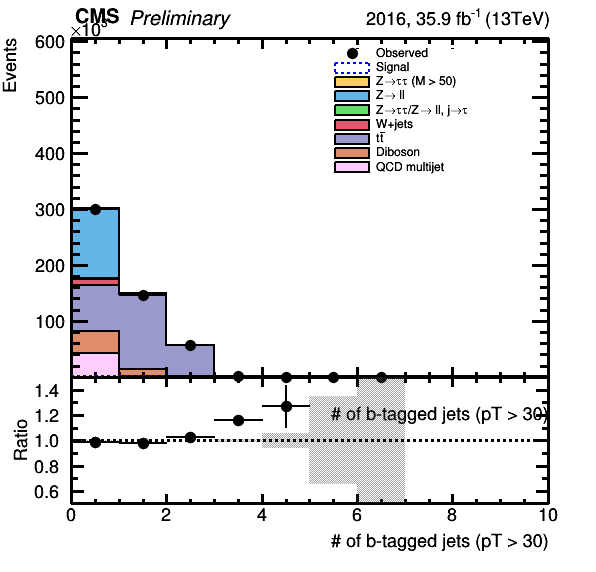 CMS Preliminary 2016, 35.9 fb⁻¹ (13TeV)
×10³
Events
600
500
400
300
200
100
Observed
Signal
Z→ττ (M > 50)
Z→ ll
Z→ττ/Z→ ll, j→τ
W+jets
tt̄
Diboson
QCD multijet
Ratio
1.4
1.2
1.0
0.8
0.6
# of b-tagged jets (pT > 30)
0 2 4 6 8 10
# of b-tagged jets (pT > 30)